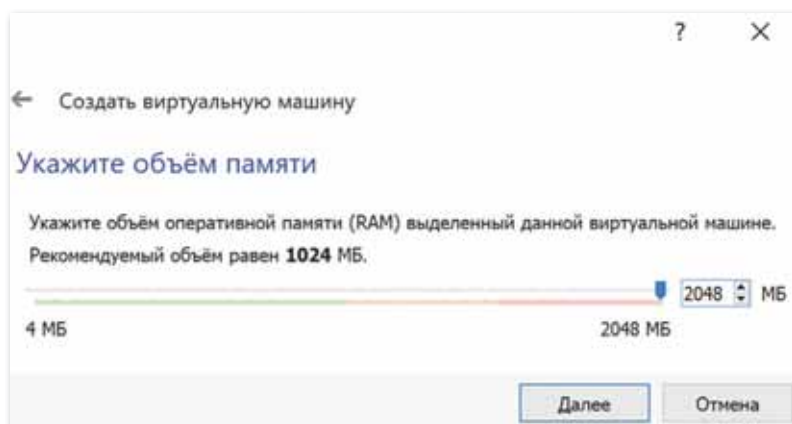 ?
Создать виртуальную машину
Укажите объём памяти
Укажите объём оперативной памяти (RAM) выделенный данной виртуальной машине.
Рекомендуемый объём равен 1024 МБ.
2048 МБ
4 МБ 2048 МБ
Далее Отмена